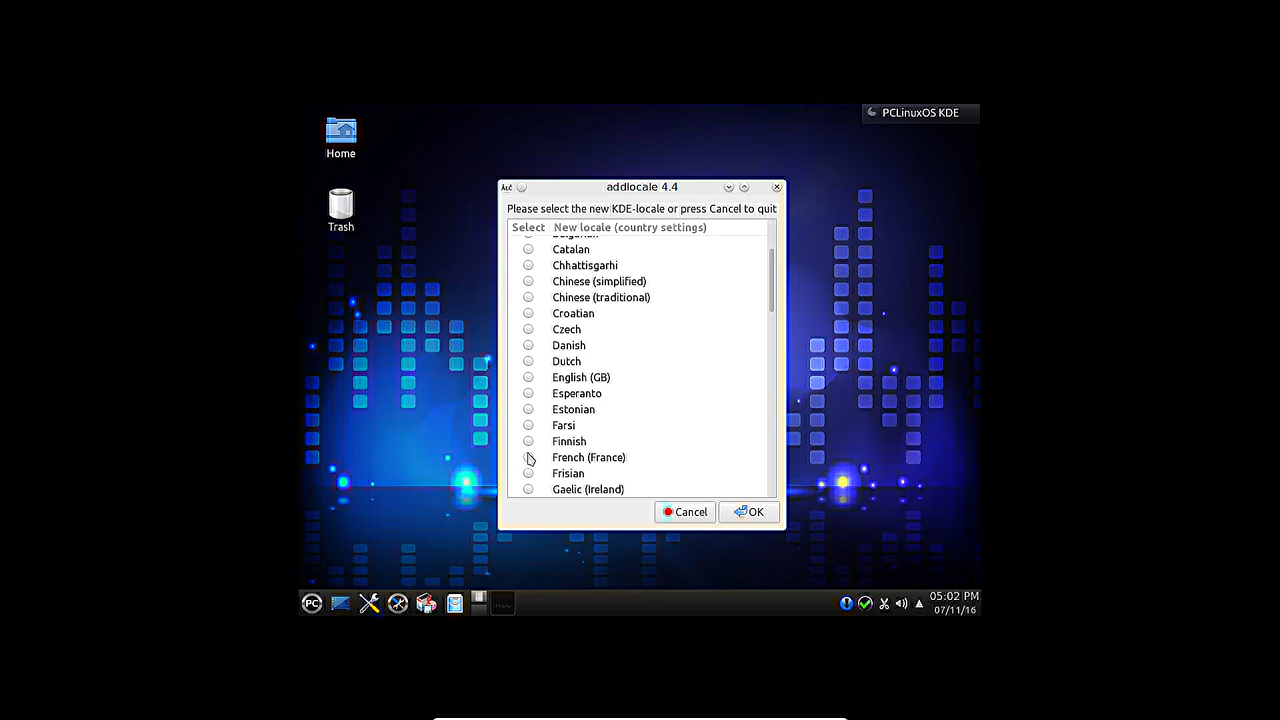 PCLinuxOS KDE
Home
Trash
addlocale 4.4
Please select the new KDE-locale or press Cancel to quit
Select New locale (country settings)
Catalan
Chhattisgarhi
Chinese (simplified)
Chinese (traditional)
Croatian
Czech
Danish
Dutch
English (GB)
Esperanto
Estonian
Farsi
Finnish
French (France)
Frisian
Gaelic (Ireland)
Cancel OK
PC
05:02 PM
07/11/16